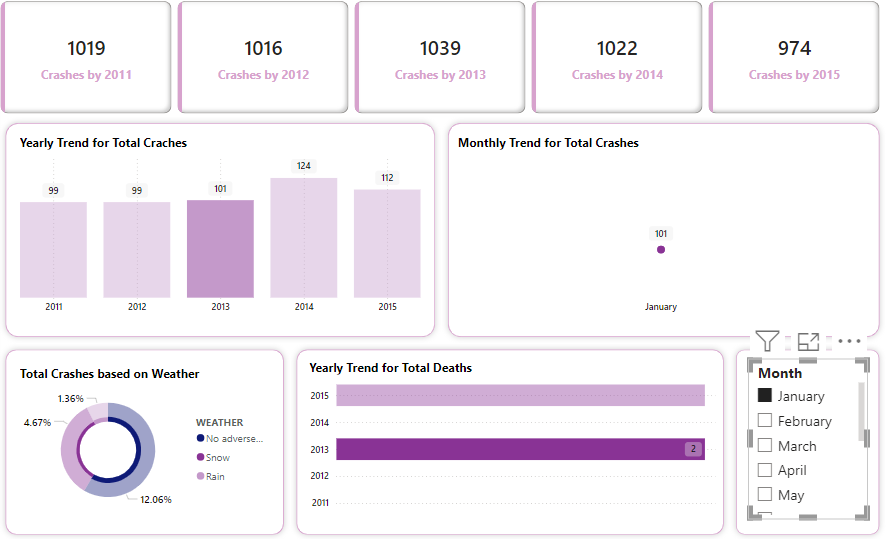 1019
Crashes by 2011
1016
Crashes by 2012
1039
Crashes by 2013
1022
Crashes by 2014
974
Crashes by 2015
Yearly Trend for Total Craches
99
99
101
124
112
2011
2012
2013
2014
2015
Monthly Trend for Total Crashes
101
January
Total Crashes based on Weather
1.36%
4.67%
12.06%
WEATHER
No adverse...
Snow
Rain
Yearly Trend for Total Deaths
2015
2014
2013
2
2012
2011
Month
January
February
March
April
May